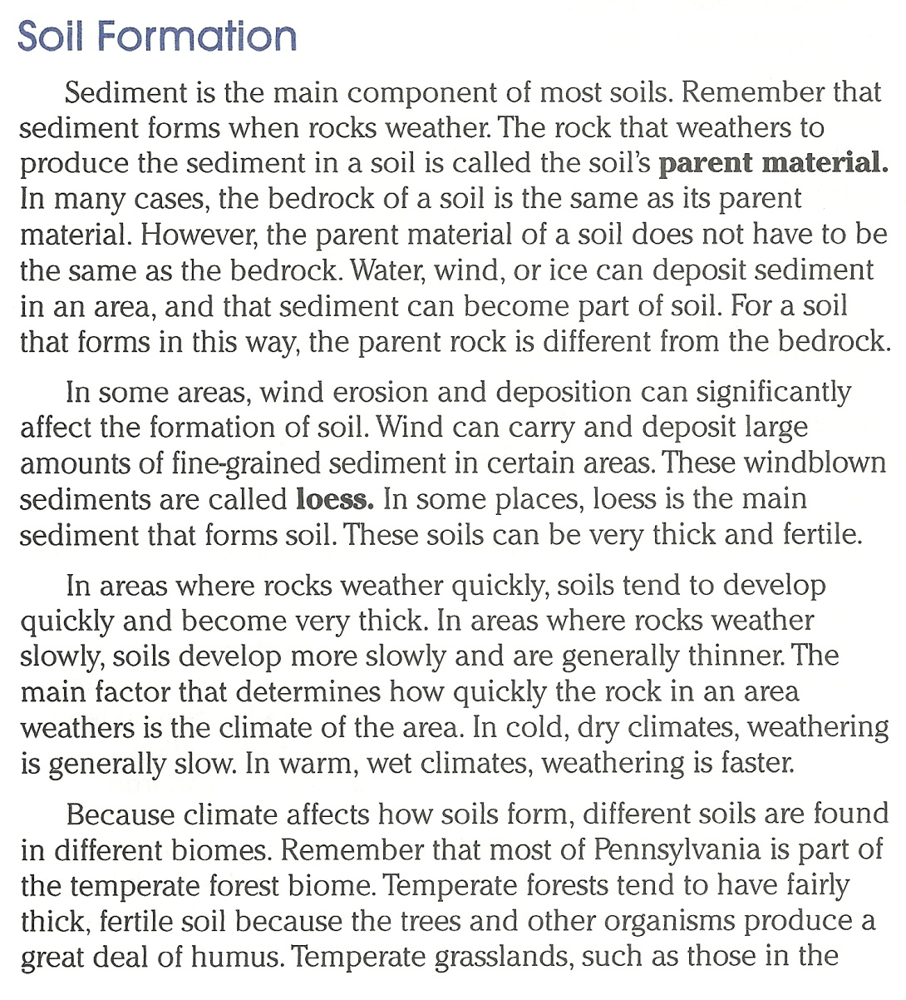 Soil Formation
Sediment is the main component of most soils. Remember that
sediment forms when rocks weather. The rock that weathers to
produce the sediment in a soil is called the soil's parent material.
In many cases, the bedrock of a soil is the same as its parent
material. However, the parent material of a soil does not have to be
the same as the bedrock. Water, wind, or ice can deposit sediment
in an area, and that sediment can become part of soil. For a soil
that forms in this way, the parent rock is different from the bedrock.
In some areas, wind erosion and deposition can significantly
affect the formation of soil. Wind can carry and deposit large
amounts of fine-grained sediment in certain areas. These windblown
sediments are called loess. In some places, loess is the main
sediment that forms soil. These soils can be very thick and fertile.
In areas where rocks weather quickly, soils tend to develop
quickly and become very thick. In areas where rocks weather
slowly, soils develop more slowly and are generally thinner. The
main factor that determines how quickly the rock in an area
weathers is the climate of the area. In cold, dry climates, weathering
is generally slow. In warm, wet climates, weathering is faster.
Because climate affects how soils form, different soils are found
in different biomes. Remember that most of Pennsylvania is part of
the temperate forest biome. Temperate forests tend to have fairly
thick, fertile soil because the trees and other organisms produce a
great deal of humus. Temperate grasslands, such as those in the